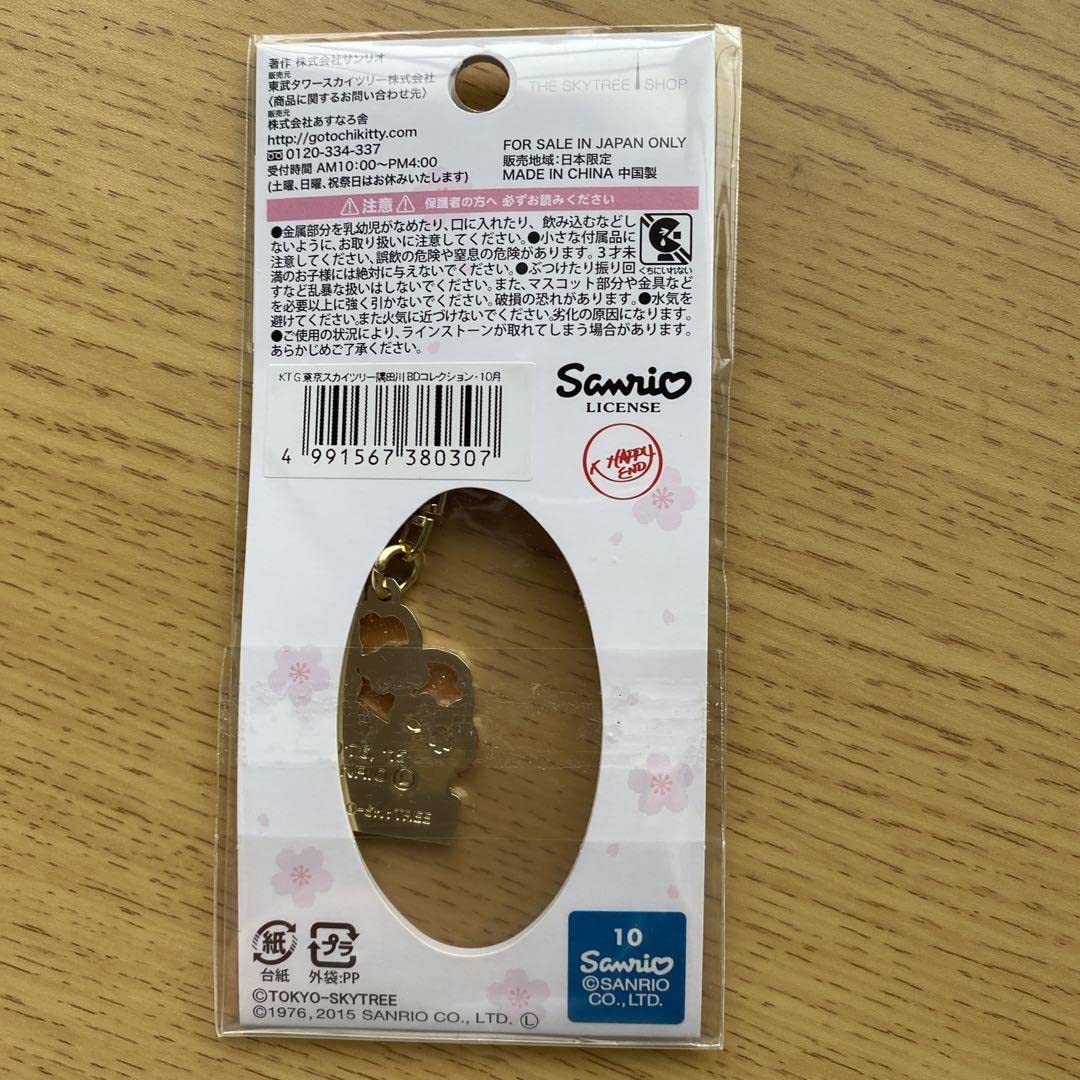 著作 株式会社サンリオ
販売元
東武タワースカイツリー株式会社
〈商品に関するお問い合わせ先〉
販売元
株式会社あすなろ舎
http://gotochikitty.com
0120-334-337
受付時間 AM10:00〜PM4:00
(土曜、日曜、祝祭日はお休みいたします)
THE SKYTREE SHOP
FOR SALE IN JAPAN ONLY
販売地域:日本限定
MADE IN CHINA 中国製
注意 保護者の方へ 必ずお読みください
●金属部分を乳幼児がなめたり、口に入れたり、飲み込むなどし
ないように、お取り扱いに注意してください。●小さな付属品に
注意してください、誤飲の危険や窒息の危険があります。3才未
満のお子様には絶対に与えないでください。●ぶつけたり振り回
すなど乱暴な扱いはしないでください。また、マスコット部分や金具など
を必要以上に強く引かないでください。破損の恐れがあります。●水気を
避けてください。また火気に近づけないでください。劣化の原因になります。
●ご使用の状況により、ラインストーンが取れてしまう場合があります。
あらかじめご了承ください。
くちにいれない
KTG東京スカイツリー隅田川BDコレクション・10月
4 991567 380307
Sanrio
LICENSE
HAPPY
END
'76, '15
SkyTREE
紙
台紙
プラ
外袋:PP
10
Sanrio
©SANRIO
CO., LTD.
©TOKYO-SKYTREE
©1976, 2015 SANRIO CO., LTD. Ⓛ